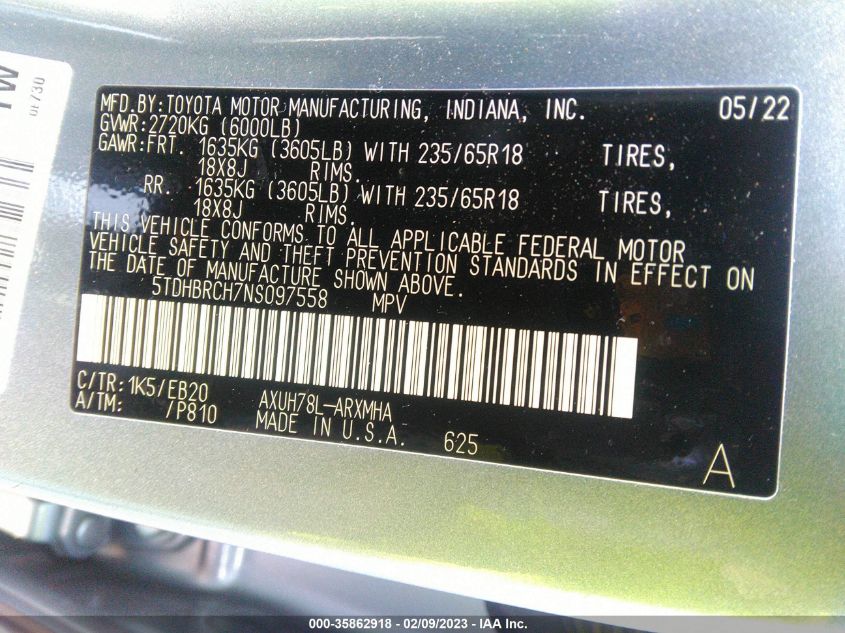 MFD.BY:TOYOTA MOTOR MANUFACTURING, INDIANA, INC. 05/22
GVWR:2720KG (6000LB)
GAWR:FRT. 1635KG (3605LB) WITH 235/65R18 TIRES,
18X8J RIMS.
RR. 1635KG (3605LB) WITH 235/65R18 TIRES,
18X8J RIMS.
THIS VEHICLE CONFORMS TO ALL APPLICABLE FEDERAL MOTOR
VEHICLE SAFETY AND THEFT PREVENTION STANDARDS IN EFFECT ON
THE DATE OF MANUFACTURE SHOWN ABOVE.
5TDHBRCH7NS097558 MPV
C/TR:1K5/EB20 AXUH78L-ARXMHA
A/TM: /P810 MADE IN U.S.A. 625
A
000-35862918 - 02/09/2023 - IAA Inc.